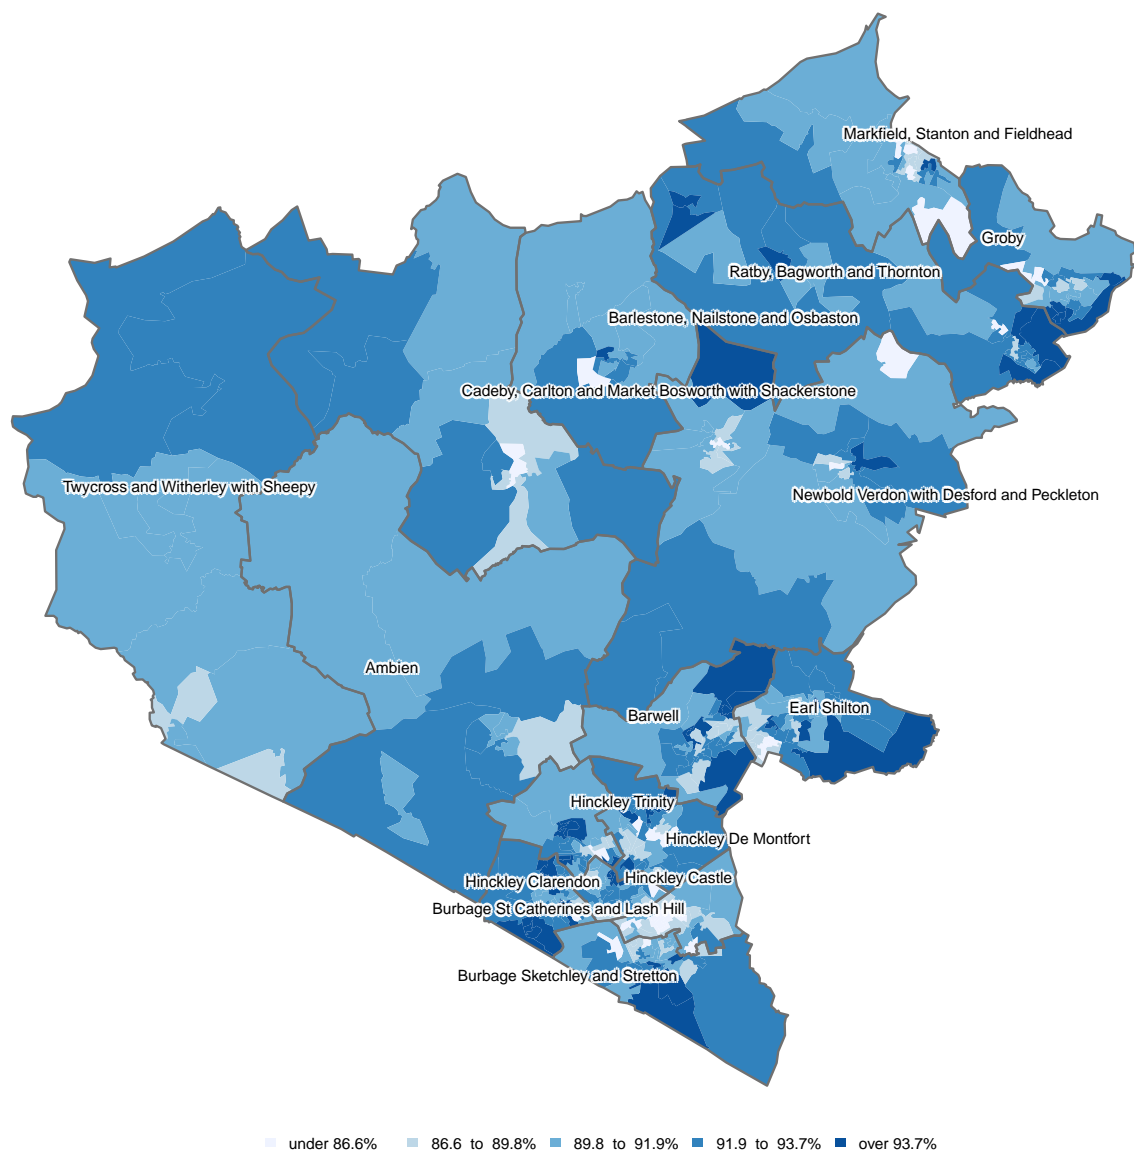 Markfield, Stanton and Fieldhead
Groby
Ratby, Bagworth and Thornton
Barlestone, Nailstone and Osbaston
Cadeby, Carlton and Market Bosworth with Shackerstone
Twycross and Witherley with Sheepy
Newbold Verdon with Desford and Peckleton
Ambien
Earl Shilton
Barwell
Hinckley Trinity
Hinckley De Montfort
Hinckley Clarendon
Hinckley Castle
Burbage St Catherines and Lash Hill
Burbage Sketchley and Stretton
under 86.6% 86.6 to 89.8% 89.8 to 91.9% 91.9 to 93.7% over 93.7%